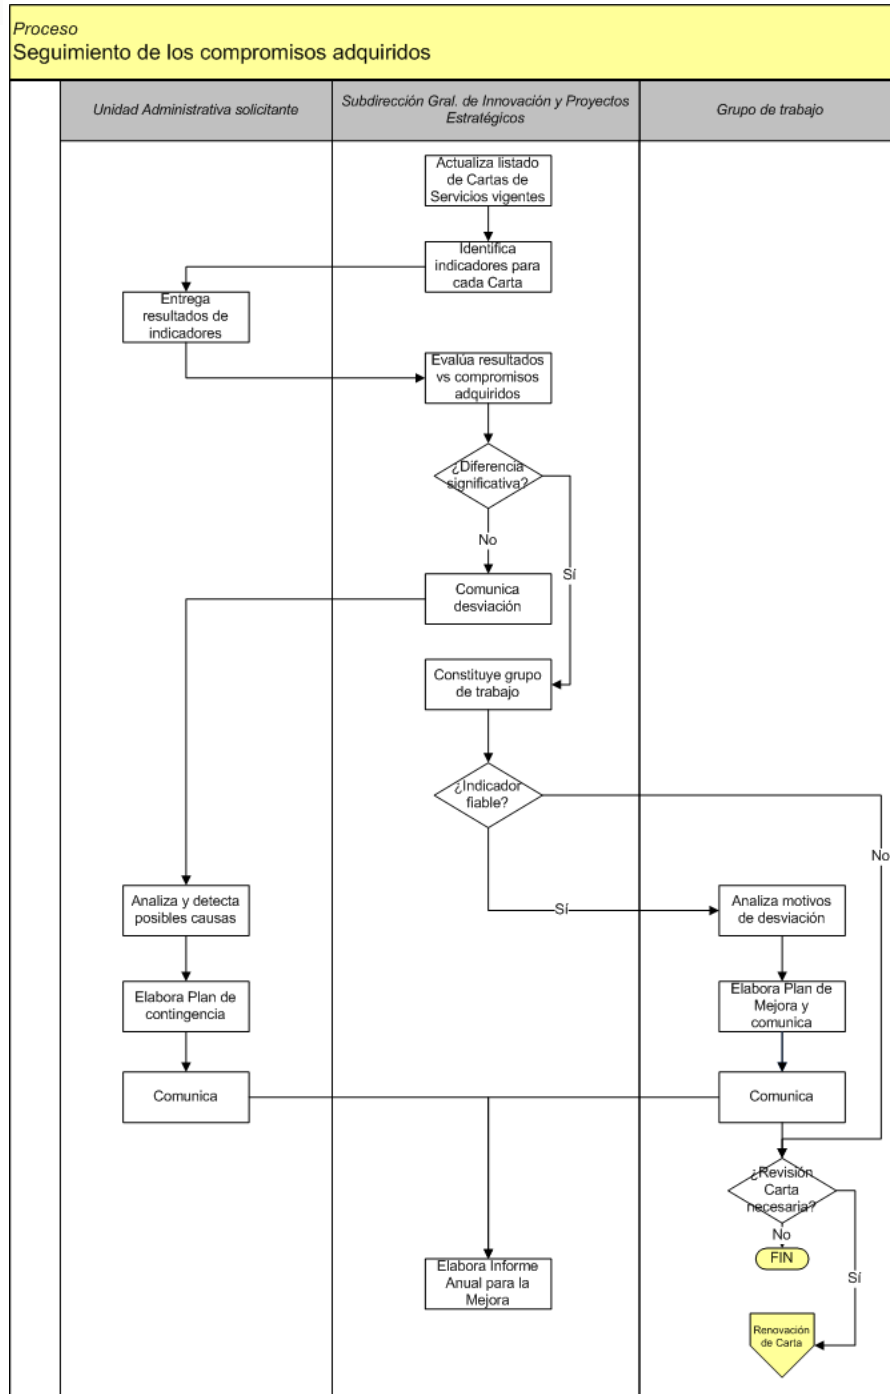 Proceso
Seguimiento de los compromisos adquiridos
Unidad Administrativa solicitante
Subdirección Gral. de Innovación y Proyectos
Estratégicos
Grupo de trabajo
Actualiza listado
de Cartas de
Servicios vigentes
Identifica
indicadores para
cada Carta
Entrega
resultados de
indicadores
Evalúa resultados
vs compromisos
adquiridos
¿Diferencia
significativa?
No
Sí
Comunica
desviación
Constituye grupo
de trabajo
¿Indicador
fiable?
No
Sí
Analiza y detecta
posibles causas
Analiza motivos
de desviación
Elabora Plan de
contingencia
Elabora Plan de
Mejora y
comunica
Comunica
Comunica
¿Revisión
Carta
necesaria?
No
FIN
Sí
Elabora Informe
Anual para la
Mejora
Renovación
de Carta